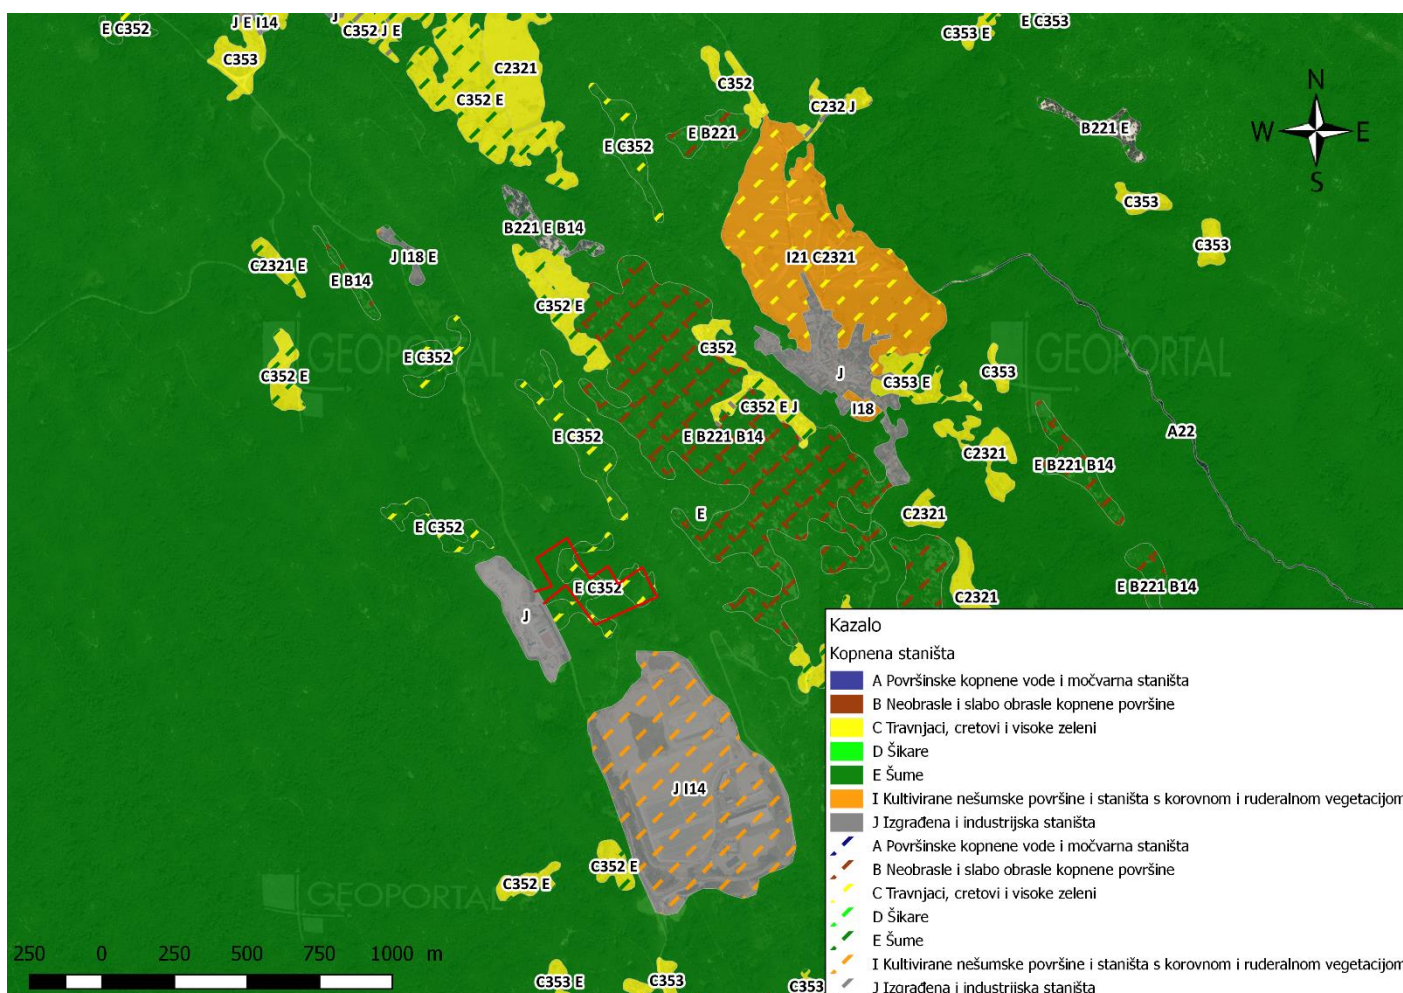 E C352
J E I14
J
C352 J E
C353
C2321
C352 E
C353 E
E C353
C352
C232 J
E B221
E C352
B221 E
N
W E
S
C353
C353
B221 E B14
J I18 E
C2321 E
E B14
I21 C2321
C352 E
GEOPORTAL
GEOPORTAL
E C352
C352
C352 E
J
C353 E
C353
C352 E J
I18
E C352
E B221 B14
A22
C2321
E B221 B14
E
C2321
E C352
E C352
J
C2321
E B221 B14
J I14
C352 E
C352 E
GEOPORTAL
C353 E
C353
C353
250 0 250 500 750 1000 m
Kazalo
Kopnena staništa
A Površinske kopnene vode i močvarna staništa
B Neobrasle i slabo obrasle kopnene površine
C Travnjaci, cretovi i visoke zeleni
D Šikare
E Šume
I Kultivirane nešumske površine i staništa s korovnom i ruderalnom vegetacijom
J Izgrađena i industrijska staništa
A Površinske kopnene vode i močvarna staništa
B Neobrasle i slabo obrasle kopnene površine
C Travnjaci, cretovi i visoke zeleni
D Šikare
E Šume
I Kultivirane nešumske površine i staništa s korovnom i ruderalnom vegetacijom
J Izgrađena i industrijska staništa